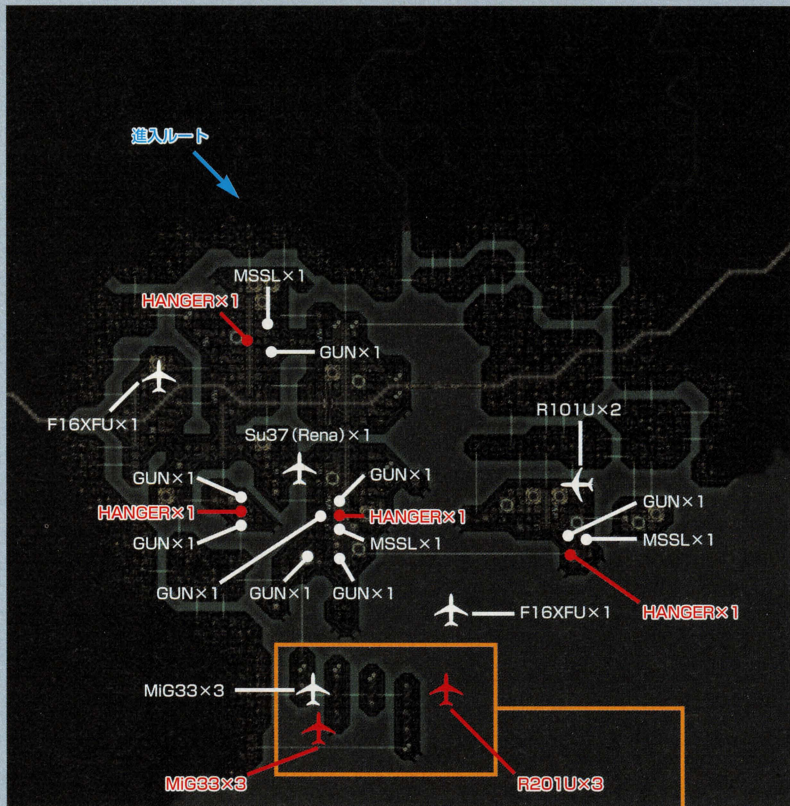 進入ルート
MSSL×1
HANGER×1
GUN×1
F16XFU×1
R101U×2
Su37(Rena)×1
GUN×1
GUN×1
GUN×1
HANGER×1
HANGER×1
GUN×1
MSSL×1
MSSL×1
GUN×1
GUN×1
GUN×1
F16XFU×1
HANGER×1
MiG33×3
MiG33×3
R201U×3